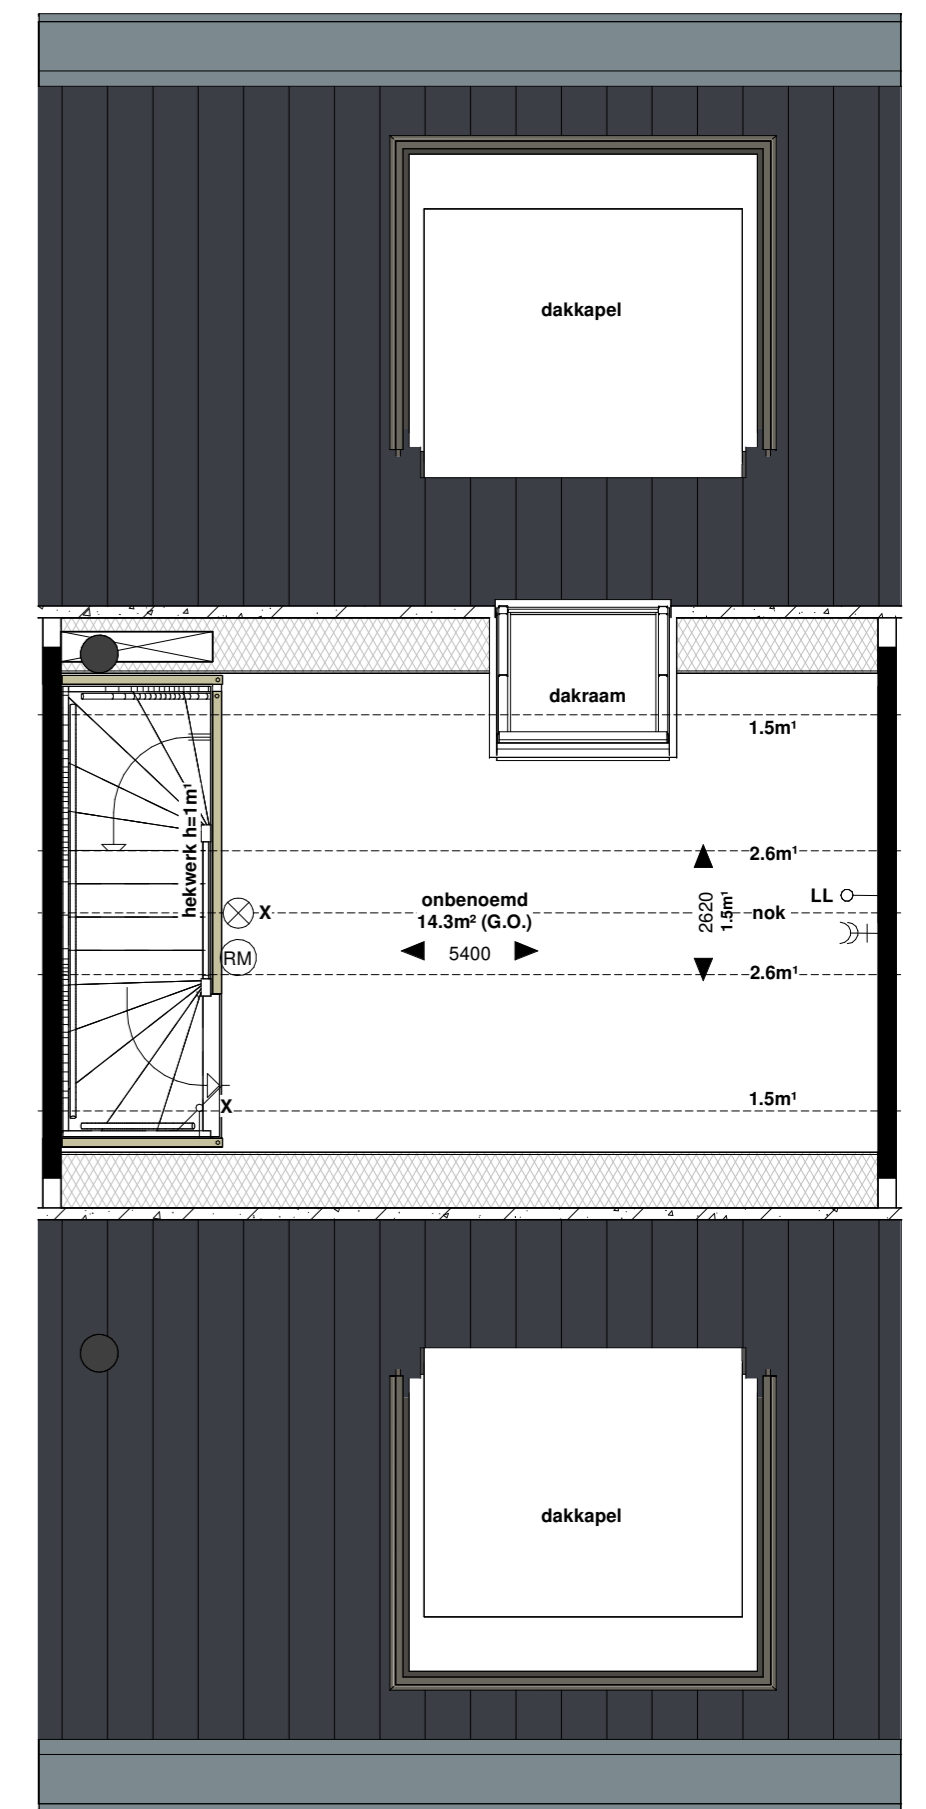 dakkapel
dakraam
1.5m¹
hekwerk h=1m¹
2.6m¹
LL
onbenoemd
14.3m² (G.O.)
2620
1.5m¹
nok
X
RM
5400
2.6m¹
X
1.5m¹
dakkapel